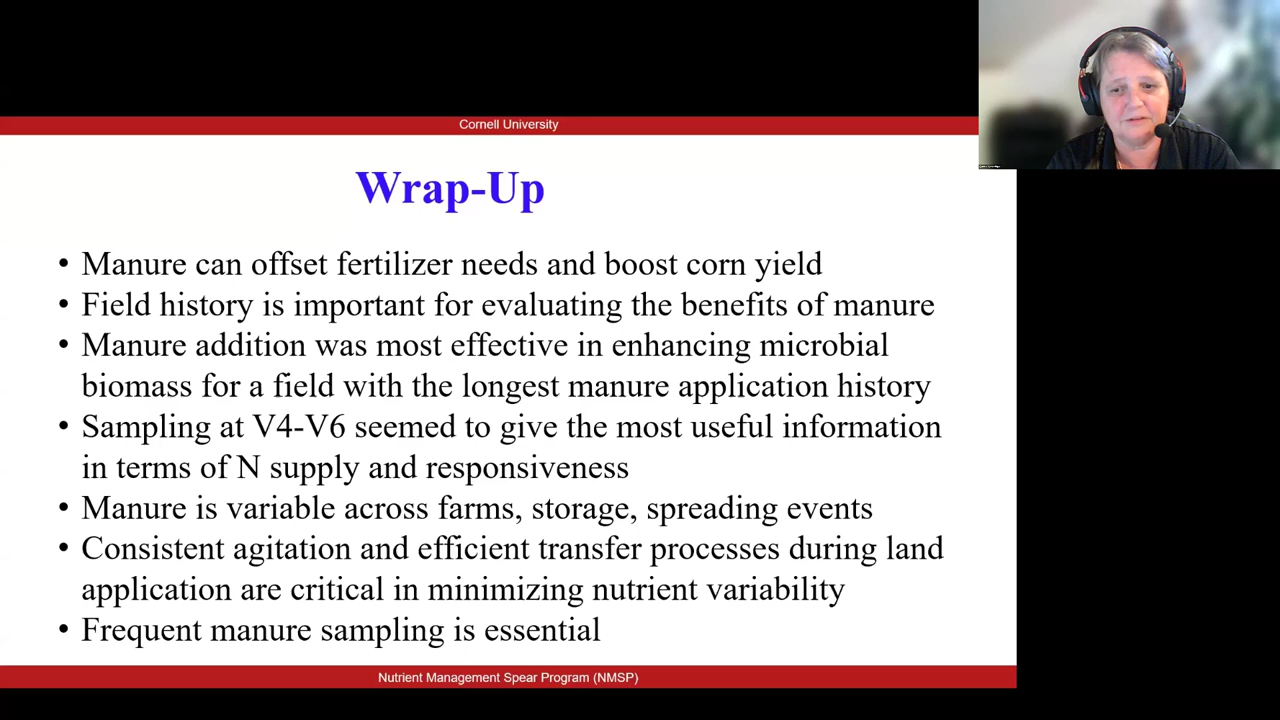 Cornell University
Wrap-Up
• Manure can offset fertilizer needs and boost corn yield
• Field history is important for evaluating the benefits of manure
• Manure addition was most effective in enhancing microbial
biomass for a field with the longest manure application history
• Sampling at V4-V6 seemed to give the most useful information
in terms of N supply and responsiveness
• Manure is variable across farms, storage, spreading events
• Consistent agitation and efficient transfer processes during land
application are critical in minimizing nutrient variability
• Frequent manure sampling is essential
Nutrient Management Spear Program (NMSP)